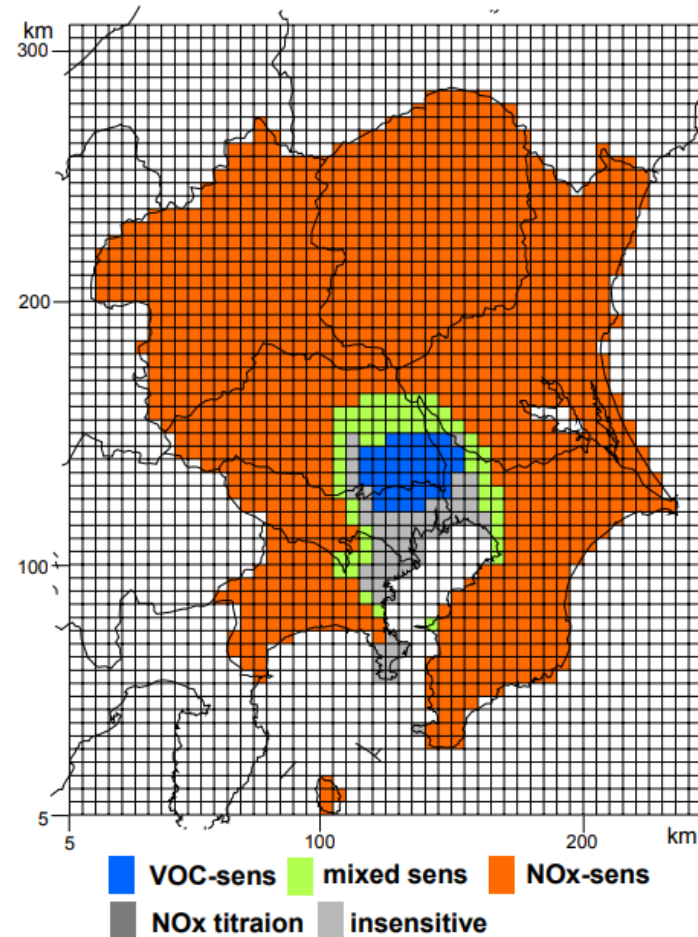 km
300
200
100
5
5
100
200
km
VOC-sens
mixed sens
NOx-sens
NOx titraion
insensitive